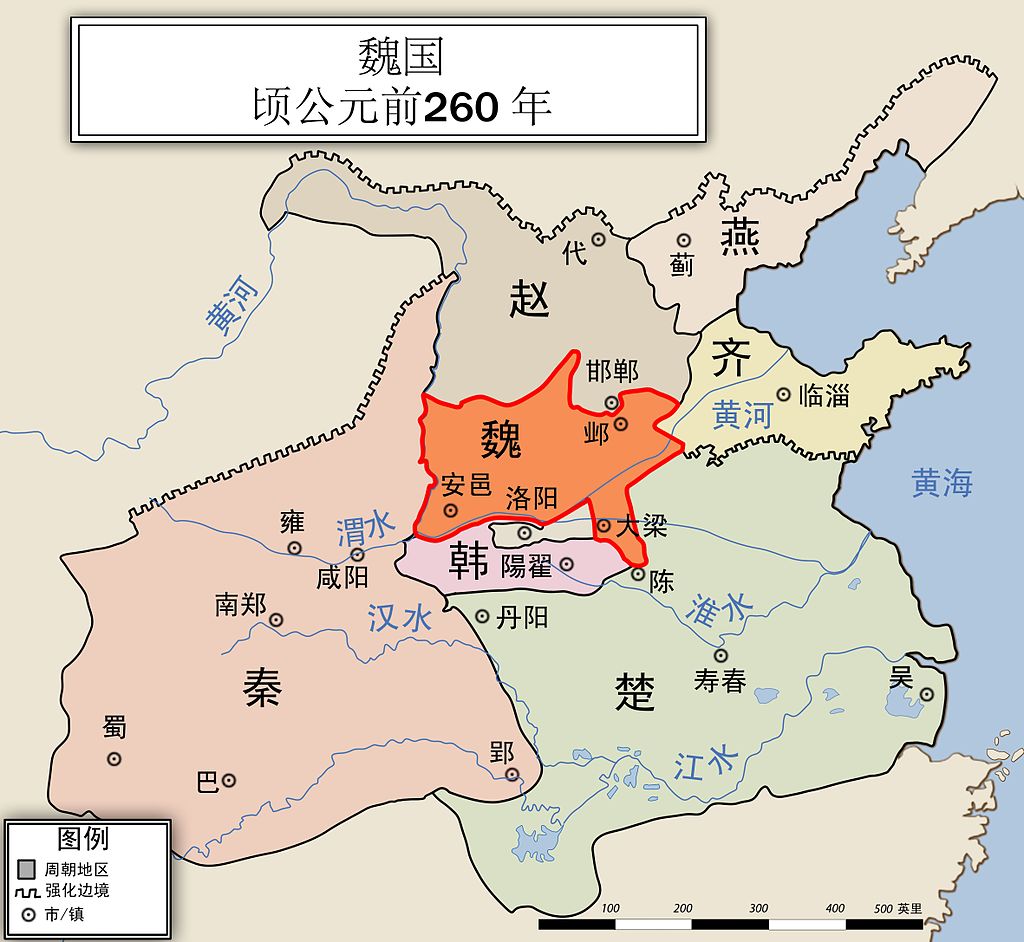 魏国
顷公元前260 年
燕
蓟
代
赵
黄河
齐
邯郸
临淄
黄河
魏
邺
黄海
安邑
洛阳
雍
渭水
大梁
咸阳
韩
陽翟
陈
南郑
汉水
丹阳
淮水
秦
楚
寿春
吴
蜀
巴
郢
江水
图例
周朝地区
强化边境
市/镇
100 200 300 400 500 英里